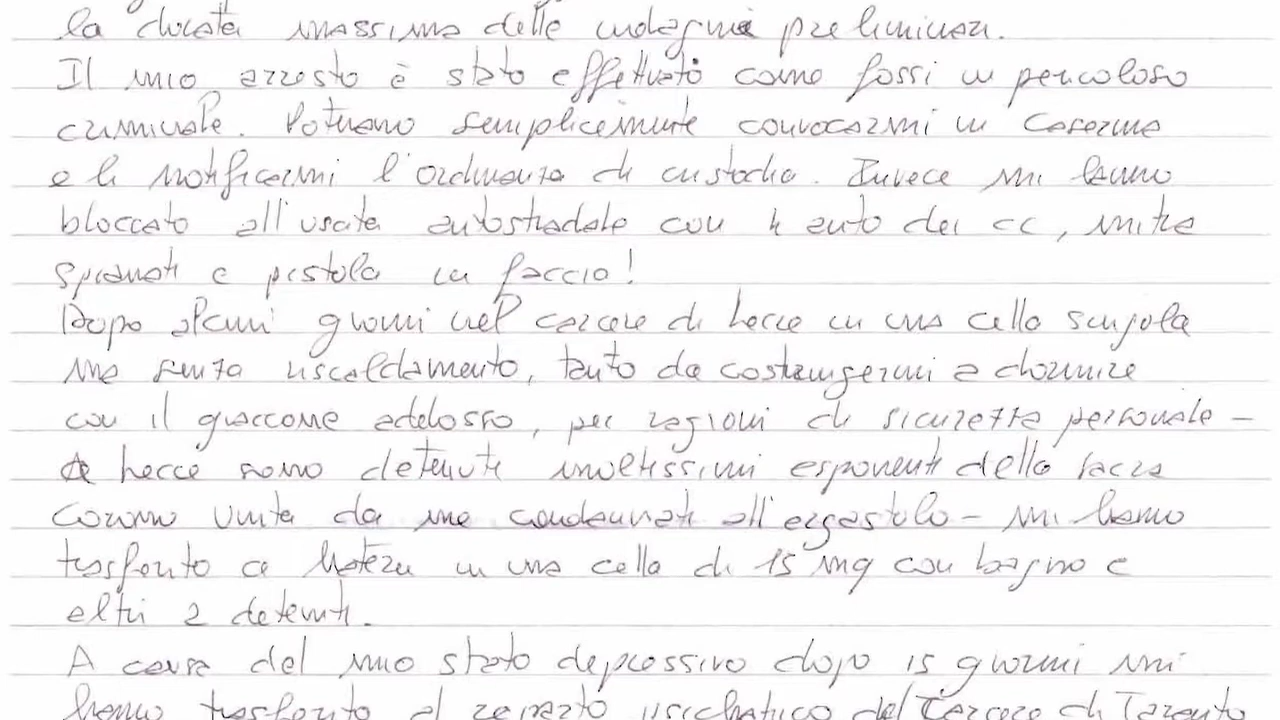 la durata massima delle indagini preliminari.
Il mio arresto è stato effettuato come fossi un pericoloso
criminale. Potevano semplicemente convocarmi in Caserma
e lì notificarmi l'ordinanza di custodia. Invece mi hanno
bloccato all'uscita autostradale con 4 auto dei CC, mitra
spianati e pistola in faccia!
Dopo alcuni giorni nel carcere di Lecce in una cella singola
ma senza riscaldamento, tanto da costringermi a dormire
con il giaccone addosso, per ragioni di sicurezza personale -
A Lecce sono detenuti moltissimi esponenti della Sacra
Corona Unita da me condannati all'ergastolo - mi hanno
trasferito a Matera in una cella di 15 mq con bagno e
altri 2 detenuti.
A causa del mio stato depressivo dopo 15 giorni mi
hanno trasferito al reparto psichiatrico del Carcere di Taranto